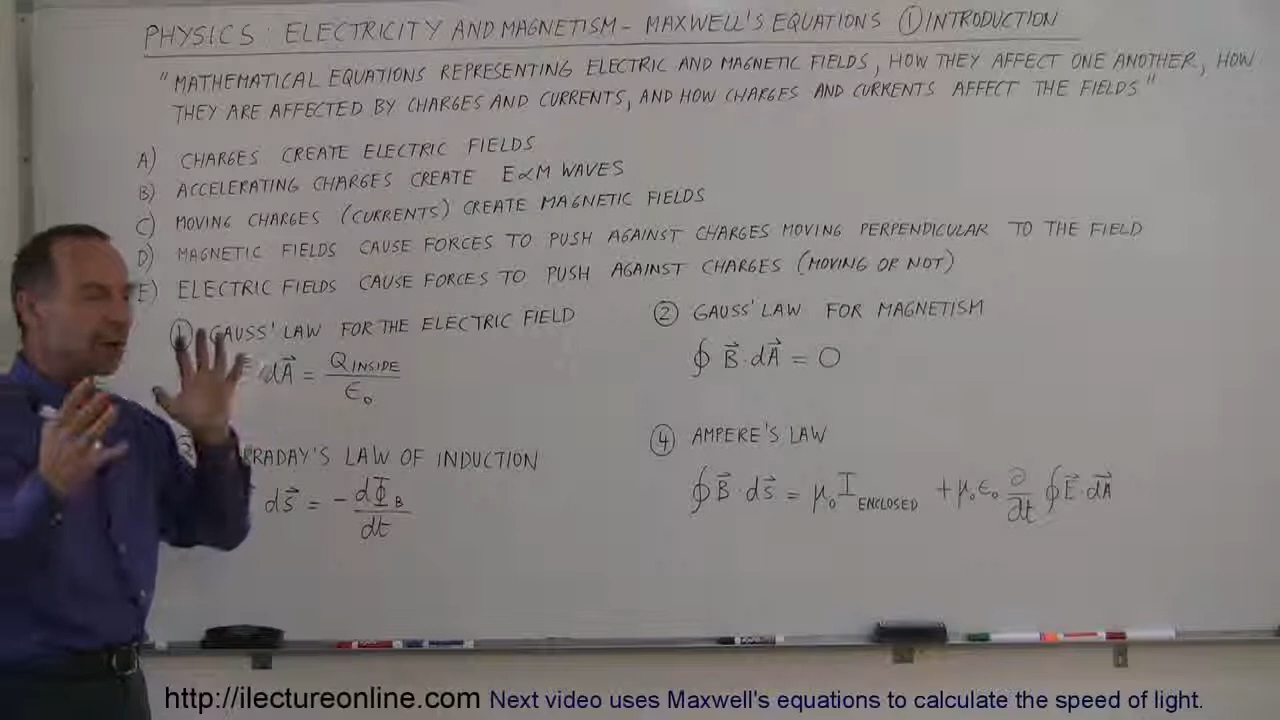 PHYSICS: ELECTRICITY AND MAGNETISM - MAXWELL'S EQUATIONS ① INTRODUCTION
"MATHEMATICAL EQUATIONS REPRESENTING ELECTRIC AND MAGNETIC FIELDS, HOW THEY AFFECT ONE ANOTHER, HOW
THEY ARE AFFECTED BY CHARGES AND CURRENTS, AND HOW CHARGES AND CURRENTS AFFECT THE FIELDS"
A) CHARGES CREATE ELECTRIC FIELDS
B) ACCELERATING CHARGES CREATE E∝M WAVES
C) MOVING CHARGES (CURRENTS) CREATE MAGNETIC FIELDS
D) MAGNETIC FIELDS CAUSE FORCES TO PUSH AGAINST CHARGES MOVING PERPENDICULAR TO THE FIELD
E) ELECTRIC FIELDS CAUSE FORCES TO PUSH AGAINST CHARGES (MOVING OR NOT)
① GAUSS' LAW FOR THE ELECTRIC FIELD
dA⃗ = Q INSIDE / ϵ₀
② GAUSS' LAW FOR MAGNETISM
∮ B⃗ · dA⃗ = 0
RADAY'S LAW OF INDUCTION
ds⃗ = - dΦ_B / dt
④ AMPERE'S LAW
∮ B⃗ · ds⃗ = μ₀ I ENCLOSED + μ₀ϵ₀ ∂/∂t ∮ E⃗ · dA⃗
http://ilectureonline.com Next video uses Maxwell's equations to calculate the speed of light.